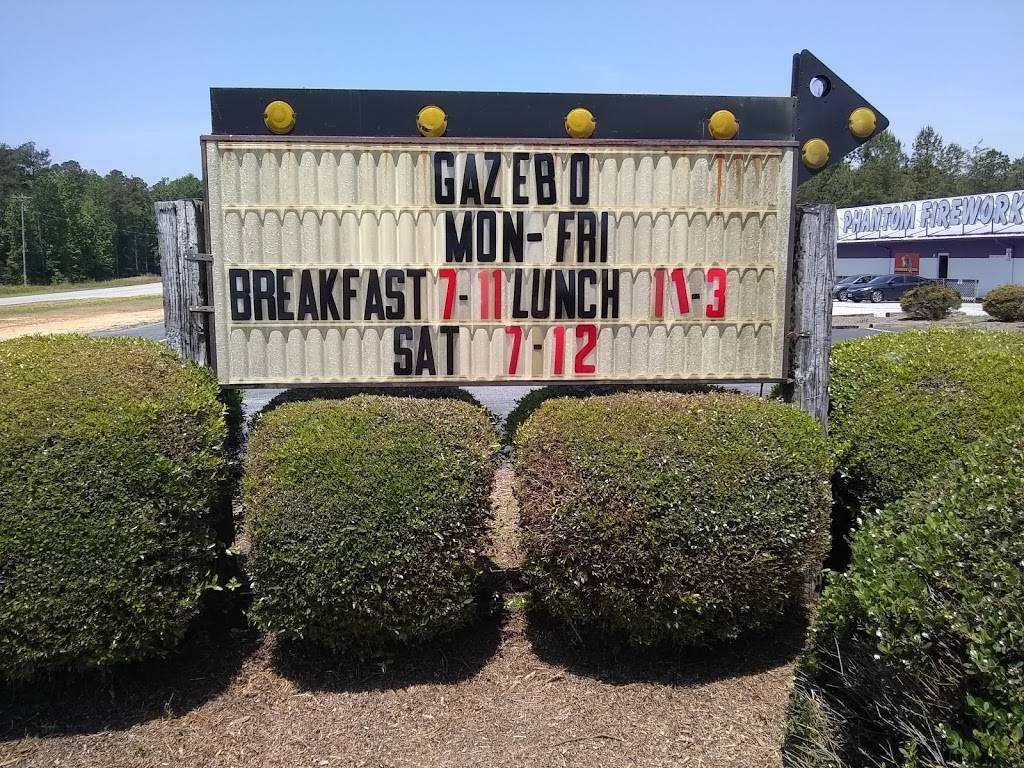 GAZEBO
MON-FRI
BREAKFAST 7-11 LUNCH 11-3
SAT 7-12
PHANTOM FIREWORK